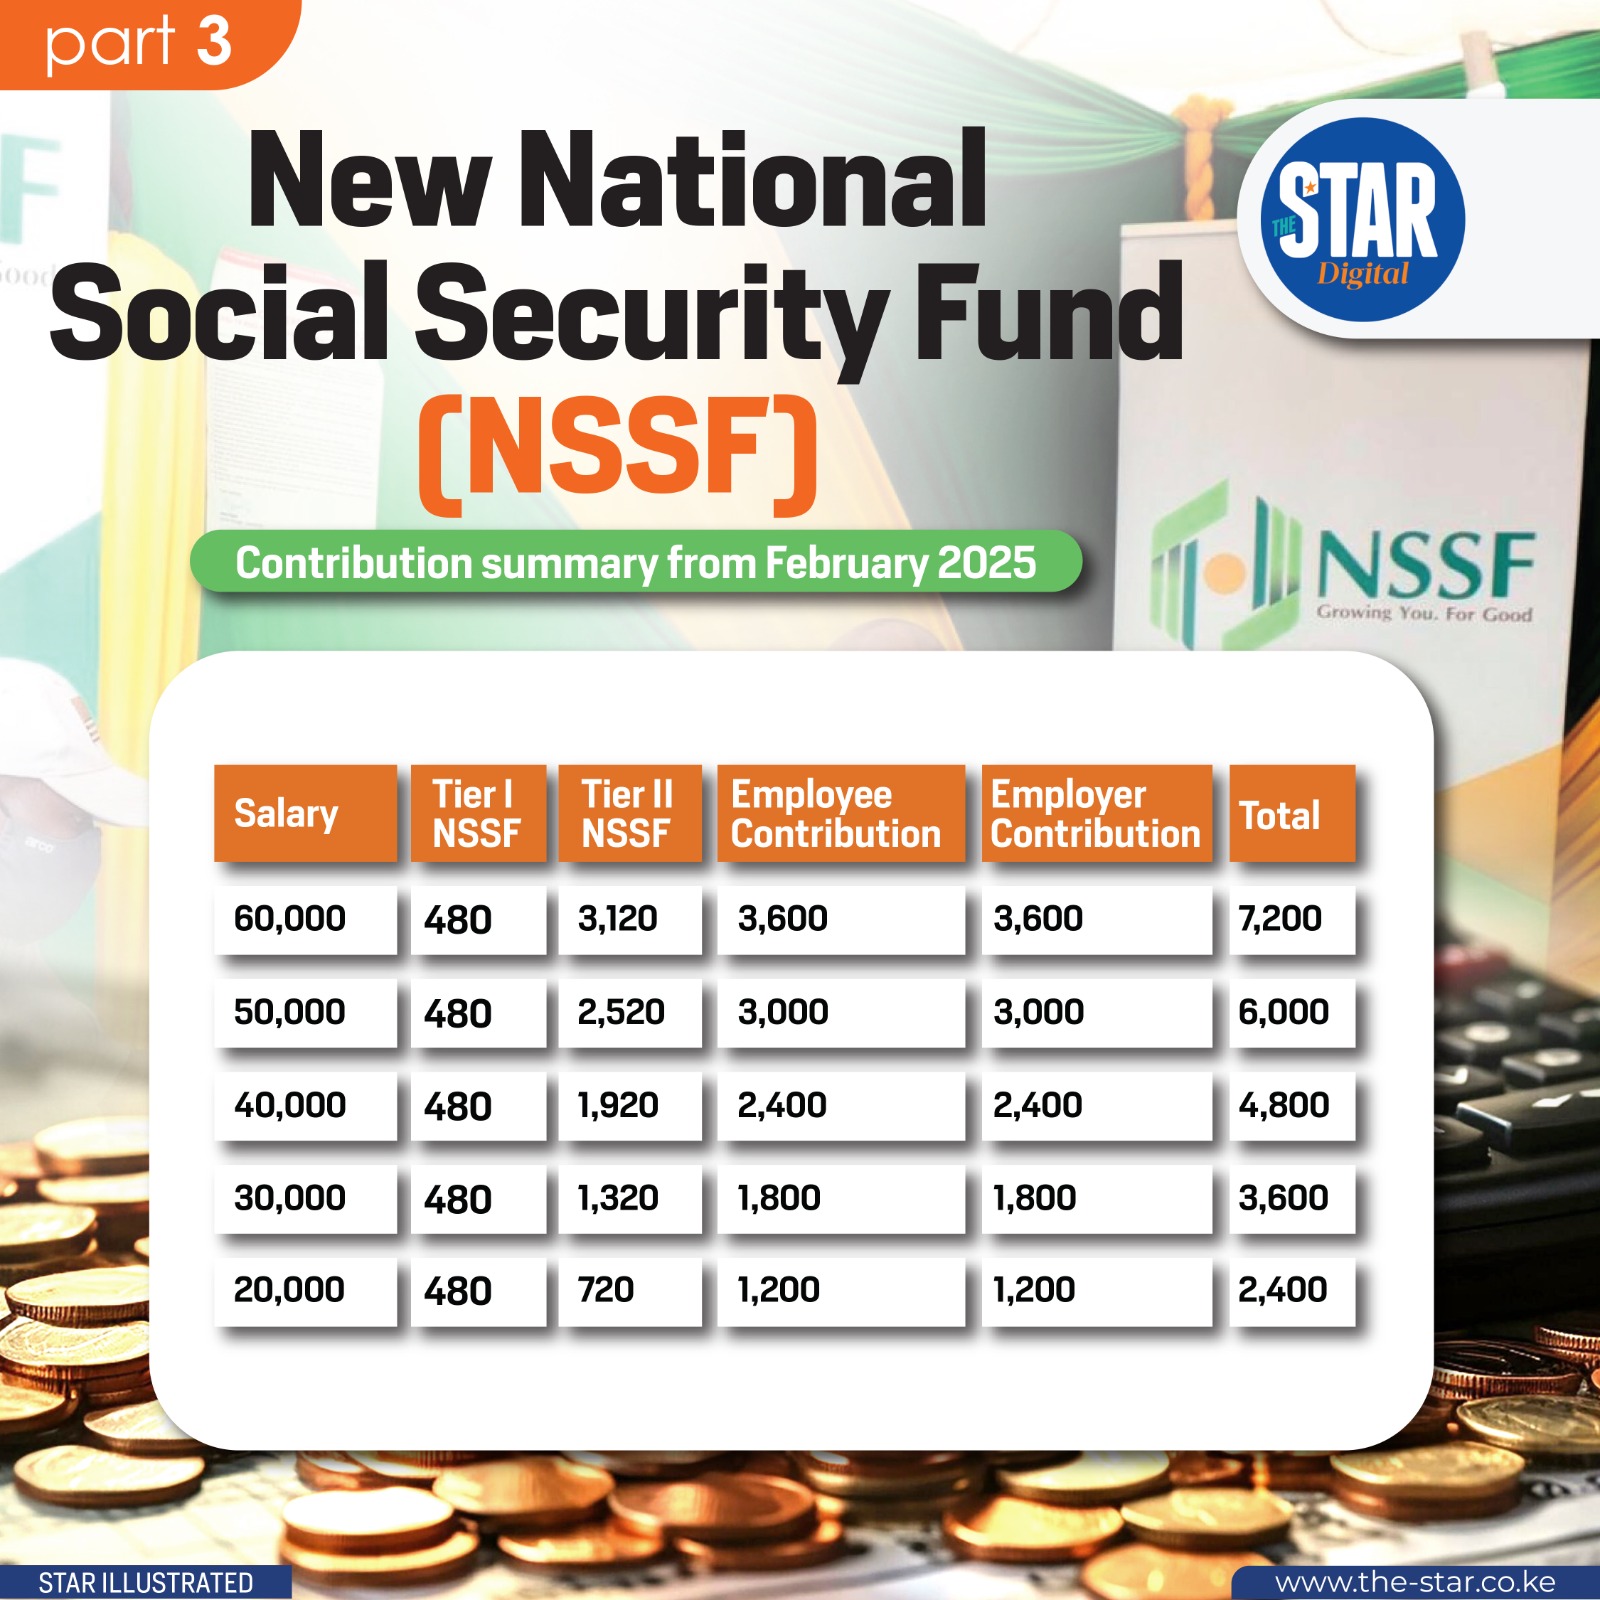 part 3
F
Good
New National
Social Security Fund
(NSSF)
THE
STAR
Digital
Contribution summary from February 2025
NSSF
Growing You. For Good
Salary
Tier I
NSSF
Tier II
NSSF
Employee
Contribution
Employer
Contribution
Total
60,000 480 3,120 3,600 3,600 7,200
50,000 480 2,520 3,000 3,000 6,000
40,000 480 1,920 2,400 2,400 4,800
30,000 480 1,320 1,800 1,800 3,600
20,000 480 720 1,200 1,200 2,400
STAR ILLUSTRATED
www.the-star.co.ke